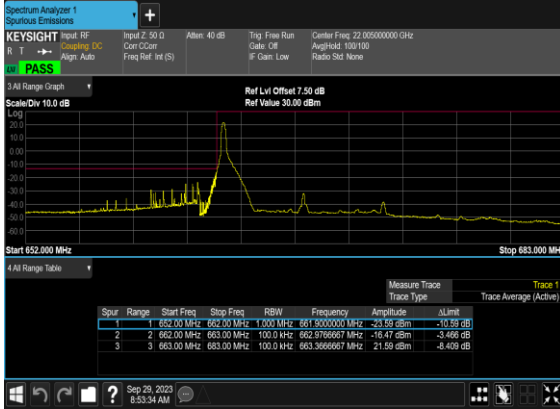 Spectrum Analyzer 1
Spurious Emissions
KEYSIGHT Input: RF Input Z: 50 Ω Atten: 40 dB Trig: Free Run Center Freq: 22.005000000 GHz
R T Coupling: DC Corr CCorr Gate: Off Avg|Hold: 100/100
Align: Auto Freq Ref: Int (S) IF Gain: Low Radio Std: None
PASS
3 All Range Graph
Ref Lvl Offset 7.50 dB
Scale/Div 10.0 dB Ref Value 30.00 dBm
Log
20.0
10.0
0.00
-10.0
-20.0
-30.0
-40.0
-50.0
-60.0
Start 652.000 MHz Stop 683.000 MH
4 All Range Table
Measure Trace Trace 1
Trace Type Trace Average (Active)
Spur Range Start Freq Stop Freq RBW Frequency Amplitude ΔLimit
1 1 652.00 MHz 662.00 MHz 1.000 MHz 661.9000000 MHz -23.59 dBm -10.59 dB
2 2 662.00 MHz 663.00 MHz 100.0 kHz 662.9766667 MHz -16.47 dBm -3.466 dB
3 3 663.00 MHz 683.00 MHz 100.0 kHz 663.3666667 MHz 21.59 dBm -8.409 dB
Sep 29, 2023
8:53:34 AM